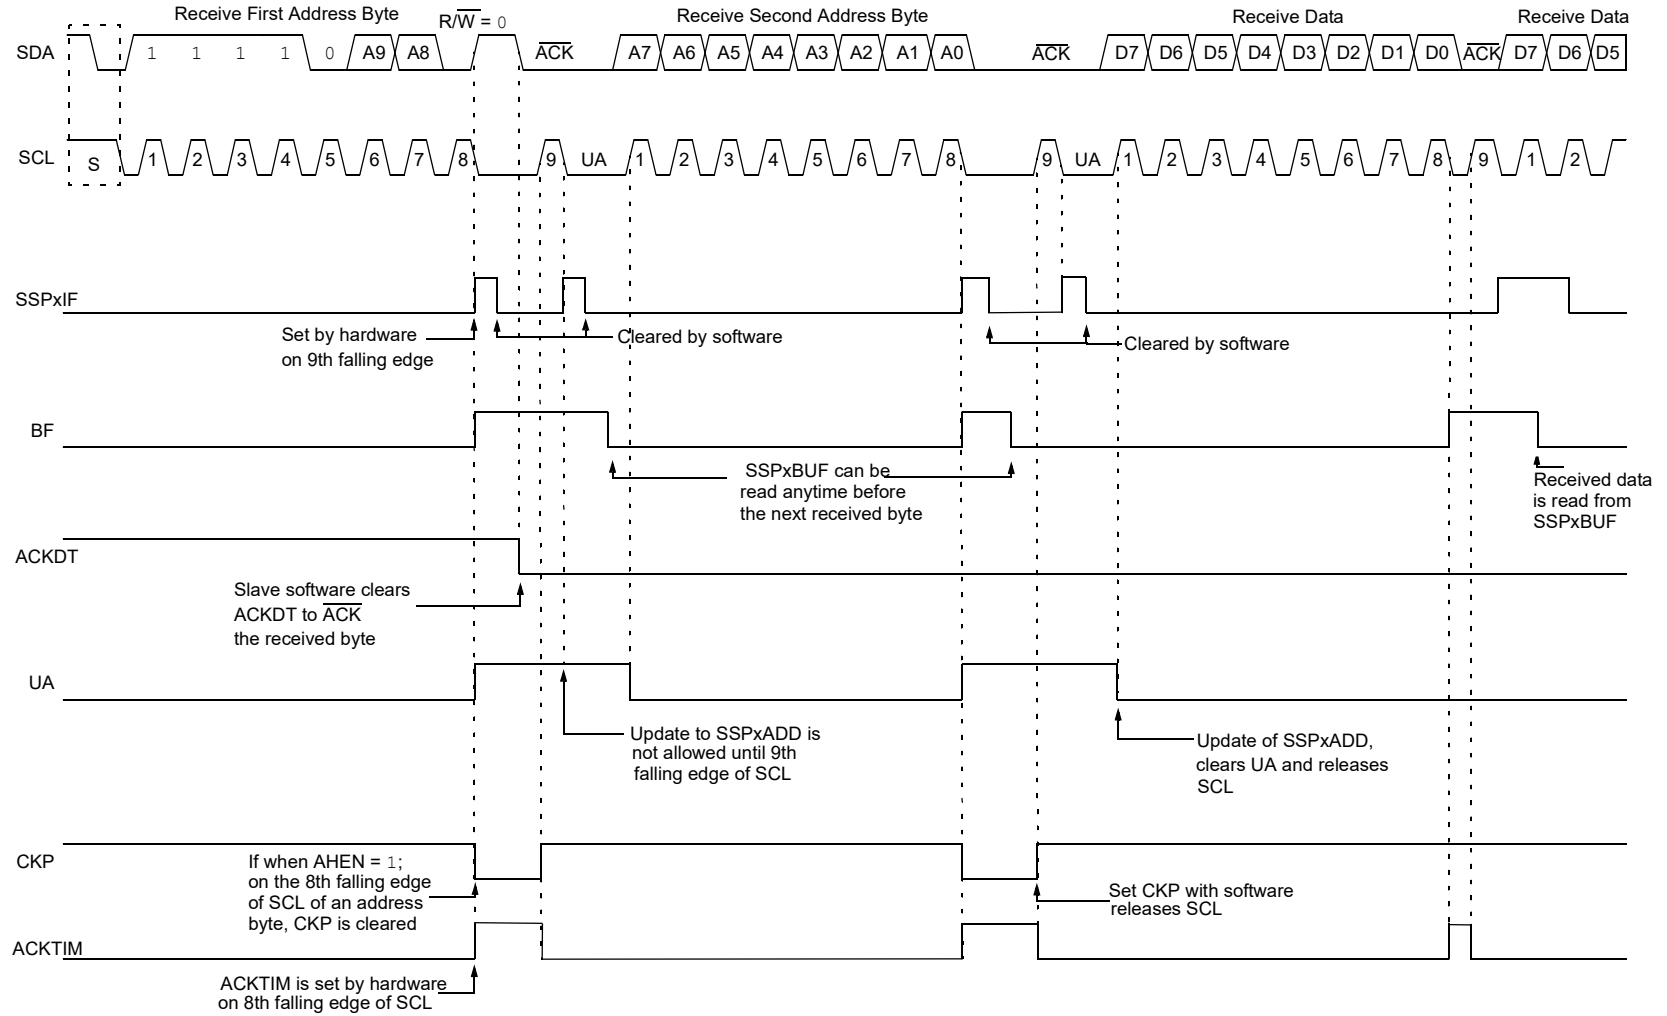 Receive First Address Byte
R/W = 0
Receive Second Address Byte
Receive Data
Receive Data
SDA
1 1 1 1 0 A9 A8 ACK A7 A6 A5 A4 A3 A2 A1 A0 ACK D7 D6 D5 D4 D3 D2 D1 D0 ACK D7 D6 D5
SCL
S 1 2 3 4 5 6 7 8 9 UA 1 2 3 4 5 6 7 8 9 UA 1 2 3 4 5 6 7 8 9 1 2
SSPxIF
Set by hardware
on 9th falling edge
Cleared by software
Cleared by software
BF
SSPxBUF can be
read anytime before
the next received byte
Received data
is read from
SSPxBUF
ACKDT
Slave software clears
ACKDT to ACK
the received byte
UA
Update to SSPxADD is
not allowed until 9th
falling edge of SCL
Update of SSPxADD,
clears UA and releases
SCL
CKP
If when AHEN = 1;
on the 8th falling edge
of SCL of an address
byte, CKP is cleared
Set CKP with software
releases SCL
ACKTIM
ACKTIM is set by hardware
on 8th falling edge of SCL